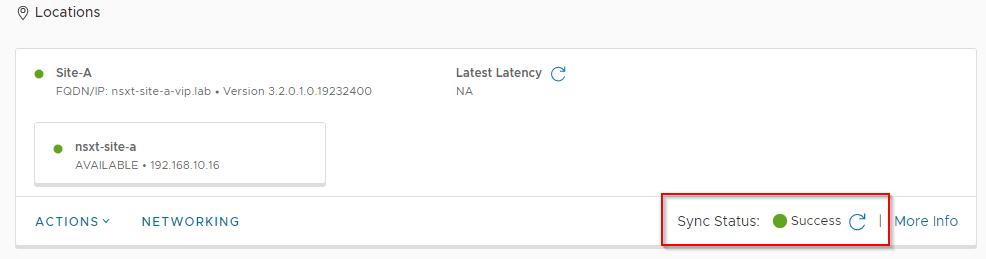 Locations
Site-A
FQDN/IP: nsxt-site-a-vip.lab • Version 3.2.0.1.0.19232400
Latest Latency
NA
nsxt-site-a
AVAILABLE • 192.168.10.16
ACTIONS
NETWORKING
Sync Status: Success | More Info